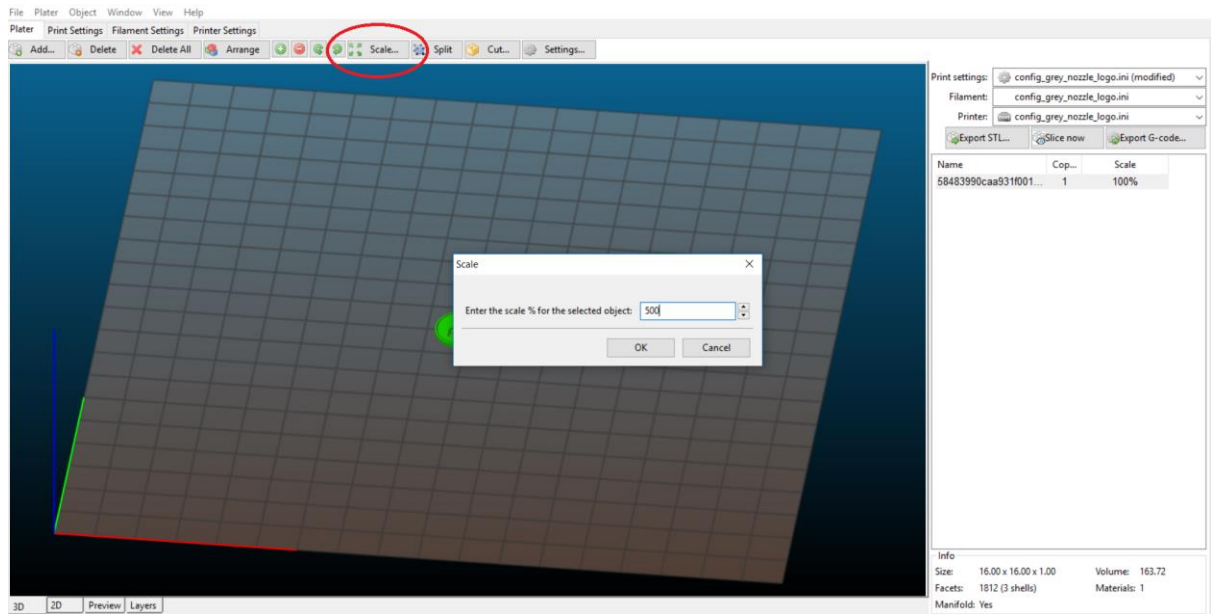 File Plater Object Window View Help
Plater Print Settings Filament Settings Printer Settings
Add... Delete Delete All Arrange Scale... Split Cut... Settings...
Print settings: config_grey_nozzle_logo.ini (modified)
Filament: config_grey_nozzle_logo.ini
Printer: config_grey_nozzle_logo.ini
Export STL... Slice now Export G-code...
Name Cop... Scale
58483990caa931f001... 1 100%
Scale
Enter the scale % for the selected object: 500
OK Cancel
Info
Size: 16.00 x 16.00 x 1.00 Volume: 163.72
Facets: 1812 (3 shells) Materials: 1
Manifold: Yes
3D 2D Preview Layers